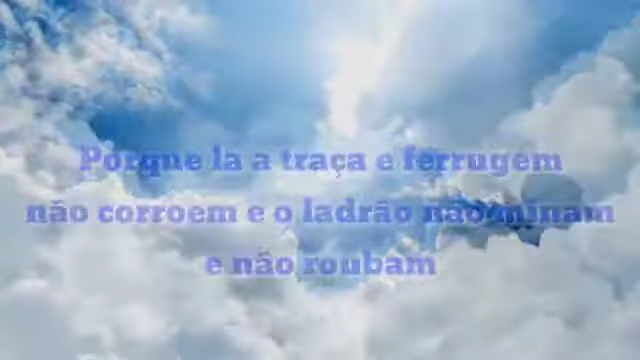 Porque la a traça e ferrugem
não corroem e o ladrão não minam
e não roubam